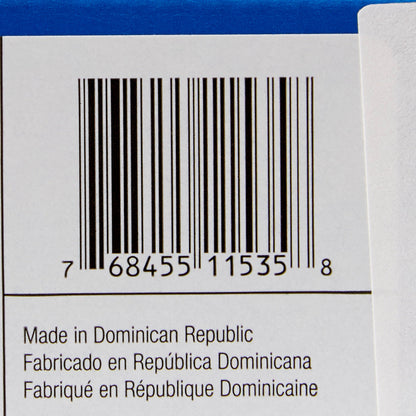 7 68455 11535 8
Made in Dominican Republic
Fabricado en República Dominicana
Fabriqué en République Dominicaine